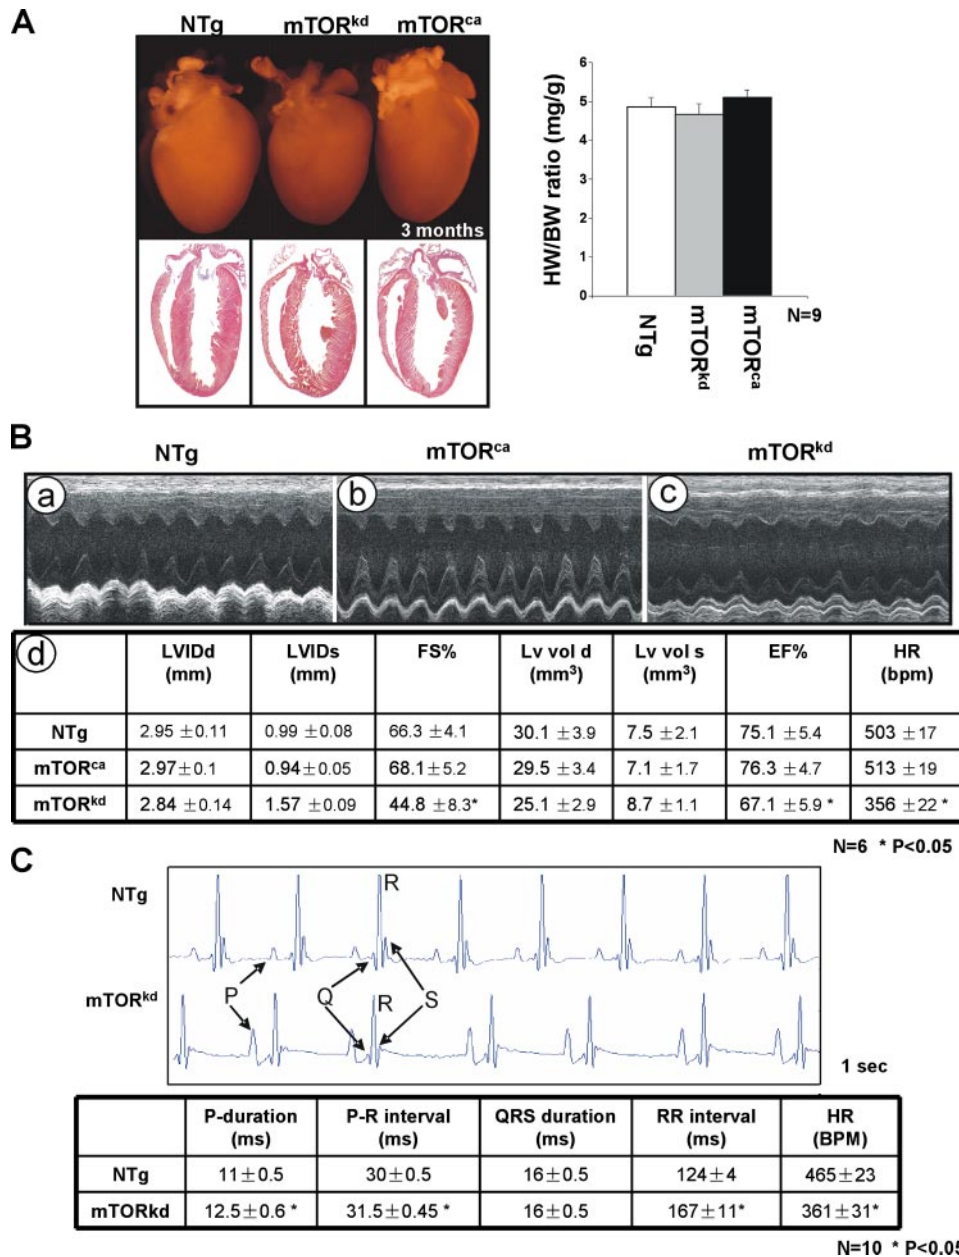 A
NTg mTORkd mTORca
3 months
HW/BW ratio (mg/g)
6
5
4
3
2
1
0
NTg
mTORkd
mTORca
N=9
B
NTg mTORca mTORkd
a b c
d LVIDd (mm) LVIDs (mm) FS% Lv vol d (mm3) Lv vol s (mm3) EF% HR (bpm)
NTg 2.95 ±0.11 0.99 ±0.08 66.3 ±4.1 30.1 ±3.9 7.5 ±2.1 75.1 ±5.4 503 ±17
mTORca 2.97±0.1 0.94±0.05 68.1±5.2 29.5 ±3.4 7.1 ±1.7 76.3 ±4.7 513 ±19
mTORkd 2.84 ±0.14 1.57 ±0.09 44.8 ±8.3* 25.1 ±2.9 8.7 ±1.1 67.1 ±5.9 * 356 ±22 *
N=6 * P<0.05
C
NTg
R
mTORkd
P Q R S
1 sec
P-duration (ms) P-R interval (ms) QRS duration (ms) RR interval (ms) HR (BPM)
NTg 11±0.5 30±0.5 16±0.5 124±4 465±23
mTORkd 12.5±0.6 * 31.5±0.45 * 16±0.5 167±11* 361±31*
N=10 * P<0.05